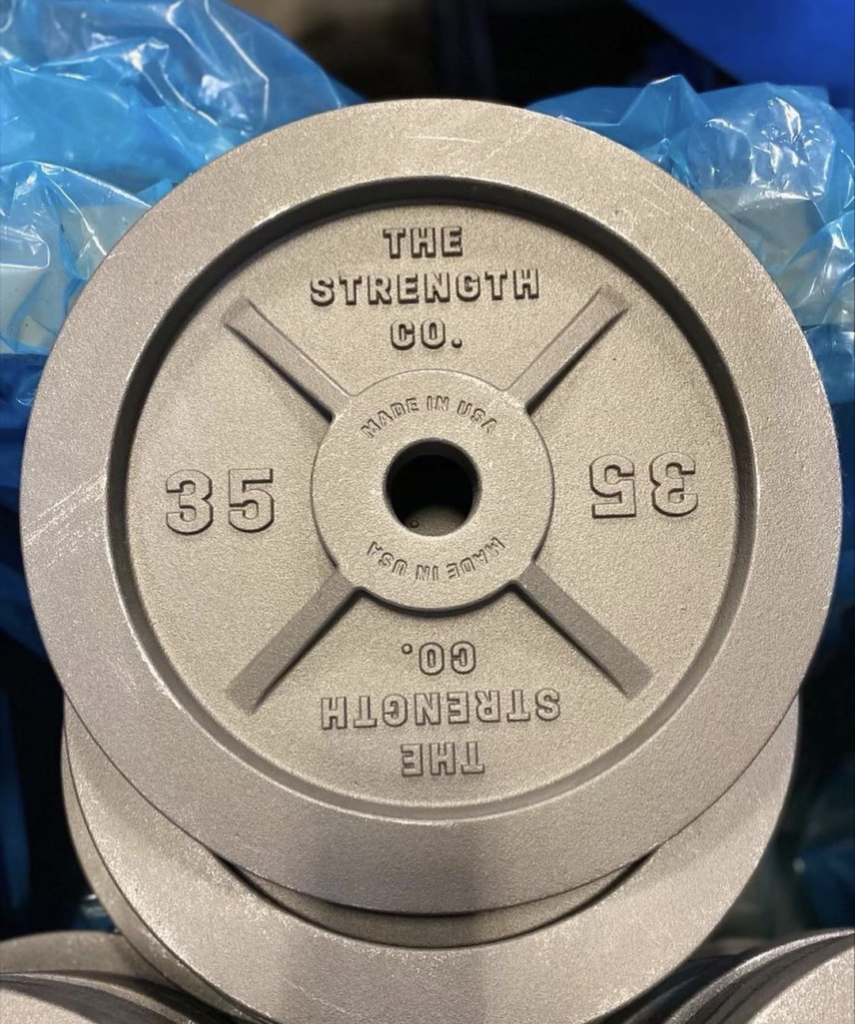 THE
STRENGTH
CO.
MADE IN USA
35
35
MADE IN USA
THE
STRENGTH
CO.